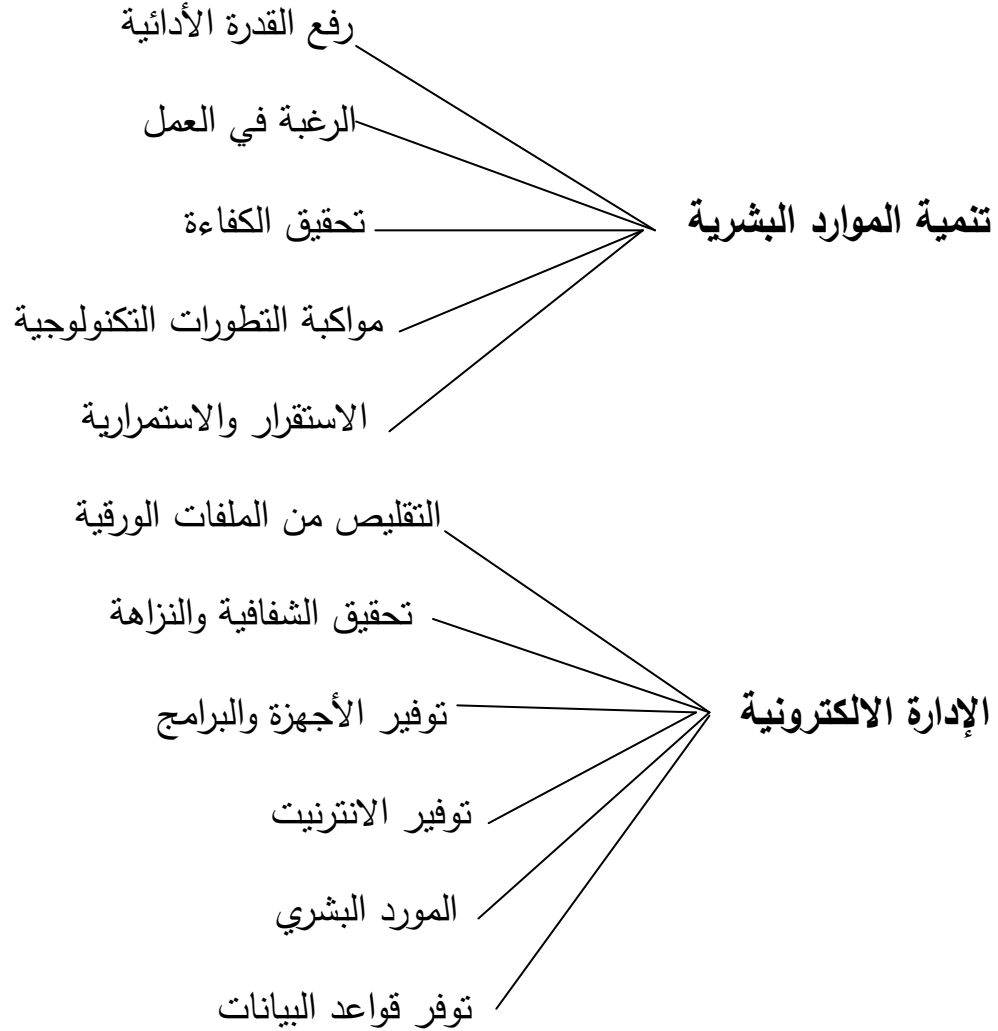 رفع القدرة الأدائية
الرغبة في العمل
تنمية الموارد البشرية
تحقيق الكفاءة
مواكبة التطورات التكنولوجية
الاستقرار والاستمرارية
التقليص من الملفات الورقية
تحقيق الشفافية والنزاهة
الإدارة الالكترونية
توفير الأجهزة والبرامج
توفير الانترنيت
المورد البشري
توفر قواعد البيانات